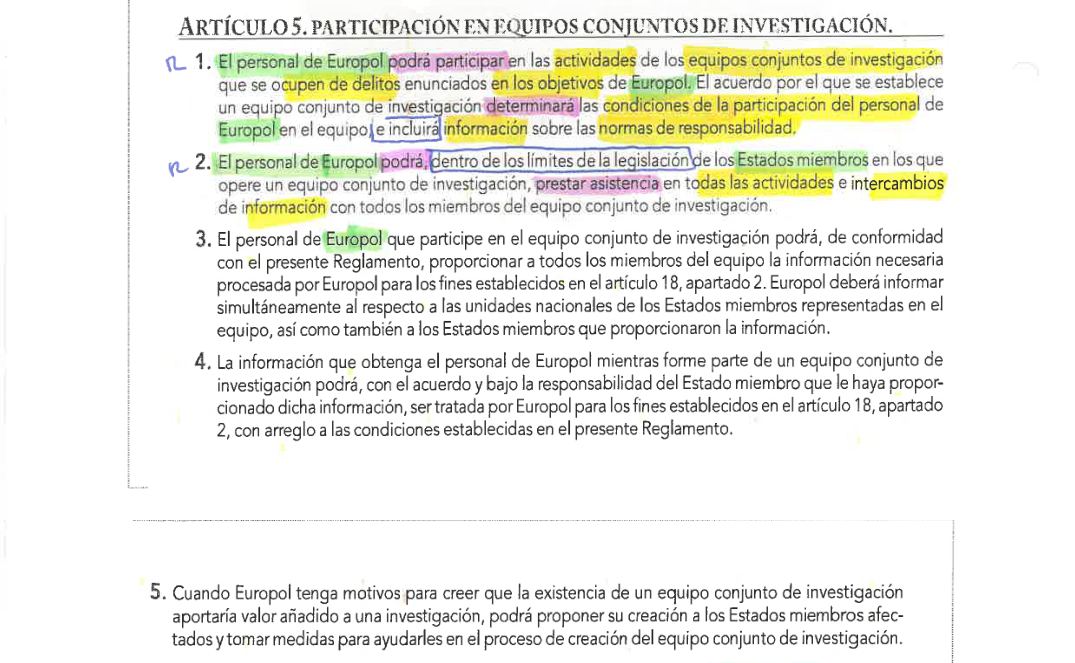 ARTÍCULO 5. PARTICIPACIÓN EN EQUIPOS CONJUNTOS DE INVESTIGACIÓN.
1. El personal de Europol podrá participar en las actividades de los equipos conjuntos de investigación
que se ocupen de delitos enunciados en los objetivos de Europol. El acuerdo por el que se establece
un equipo conjunto de investigación determinará las condiciones de la participación del personal de
Europol en el equipo, e incluirá información sobre las normas de responsabilidad.
2. El personal de Europol podrá, dentro de los límites de la legislación de los Estados miembros en los que
opere un equipo conjunto de investigación, prestar asistencia en todas las actividades e intercambios
de información con todos los miembros del equipo conjunto de investigación.
3. El personal de Europol que participe en el equipo conjunto de investigación podrá, de conformidad
con el presente Reglamento, proporcionar a todos los miembros del equipo la información necesaria
procesada por Europol para los fines establecidos en el artículo 18, apartado 2. Europol deberá informar
simultáneamente al respecto a las unidades nacionales de los Estados miembros representadas en el
equipo, así como también a los Estados miembros que proporcionaron la información.
4. La información que obtenga el personal de Europol mientras forme parte de un equipo conjunto de
investigación podrá, con el acuerdo y bajo la responsabilidad del Estado miembro que le haya propor-
cionado dicha información, ser tratada por Europol para los fines establecidos en el artículo 18, apartado
2, con arreglo a las condiciones establecidas en el presente Reglamento.
5. Cuando Europol tenga motivos para creer que la existencia de un equipo conjunto de investigación
aportaría valor añadido a una investigación, podrá proponer su creación a los Estados miembros afec-
tados y tomar medidas para ayudarles en el proceso de creación del equipo conjunto de investigación.